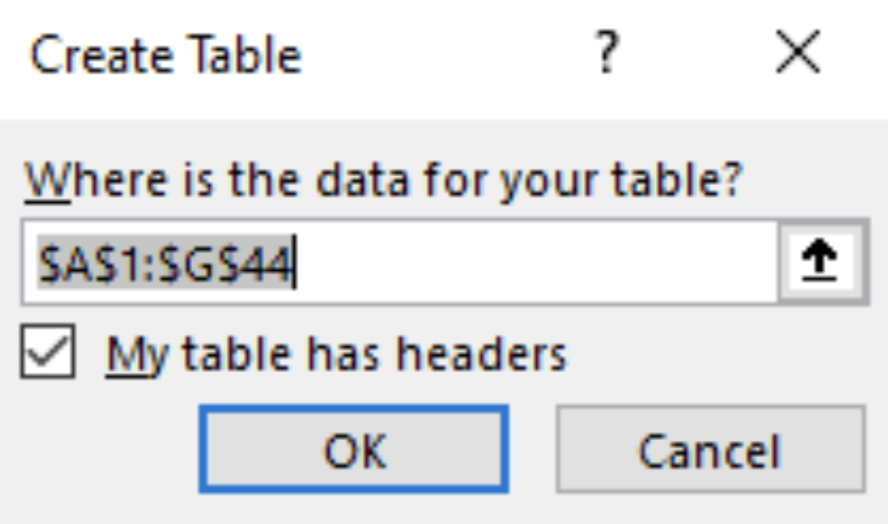 Create Table ?
Where is the data for your table?
$A$1:$G$44
My table has headers
OK Cancel